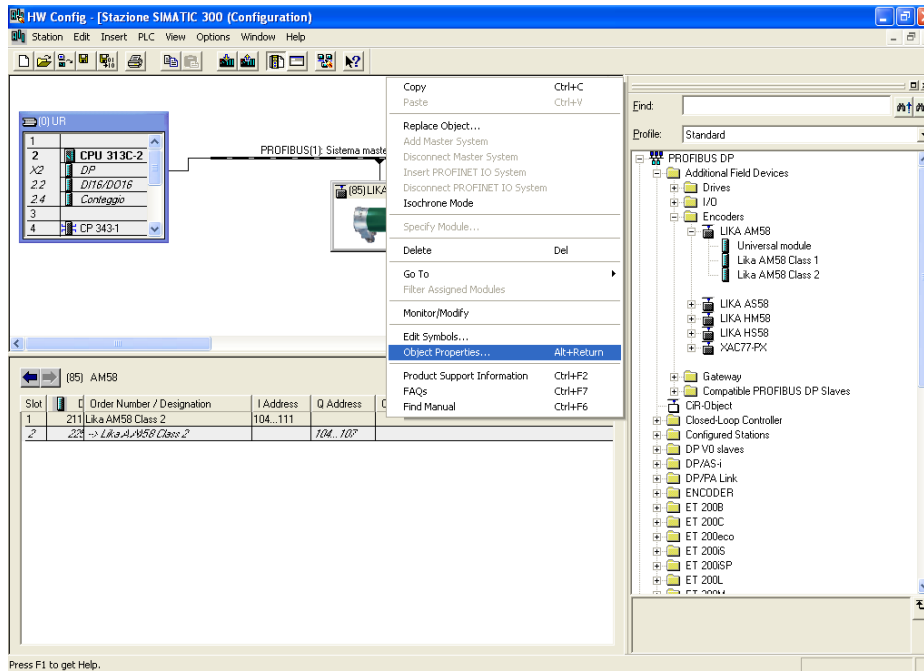 HW Config - [Stazione SIMATIC 300 (Configuration)
Station Edit Insert PLC View Options Window Help
(0) UR
1
2 CPU 313C-2
X2 DP
2.2 DI16/DO16
2.4 Conteggio
3
4 CP 343-1
PROFIBUS(1): Sistema maste
(85) LIKA
Copy Ctrl+C
Paste Ctrl+V
Replace Object...
Add Master System
Disconnect Master System
Insert PROFINET IO System
Disconnect PROFINET IO System
Isochrone Mode
Specify Module...
Delete Del
Go To
Filter Assigned Modules
Monitor/Modify
Edit Symbols...
Object Properties... Alt+Return
Product Support Information Ctrl+F2
FAQs Ctrl+F7
Find Manual Ctrl+F6
Find:
Profile: Standard
PROFIBUS DP
Additional Field Devices
Drives
I/O
Encoders
LIKA AM58
Universal module
Lika AM58 Class 1
Lika AM58 Class 2
LIKA AS58
LIKA HM58
LIKA HS58
XAC77-PX
Gateway
Compatible PROFIBUS DP Slaves
CiR-Object
Closed-Loop Controller
Configured Stations
DP V0 slaves
DP/AS-i
DP/PA Link
ENCODER
ET 200B
ET 200C
ET 200eco
ET 200iS
ET 200iSP
ET 200L
ET 200M
(85) AM58
Slot Order Number / Designation I Address Q Address
1 211 Lika AM58 Class 2 104...111
2 225 --> Lika AM58 Class 2 104...107
Press F1 to get Help.